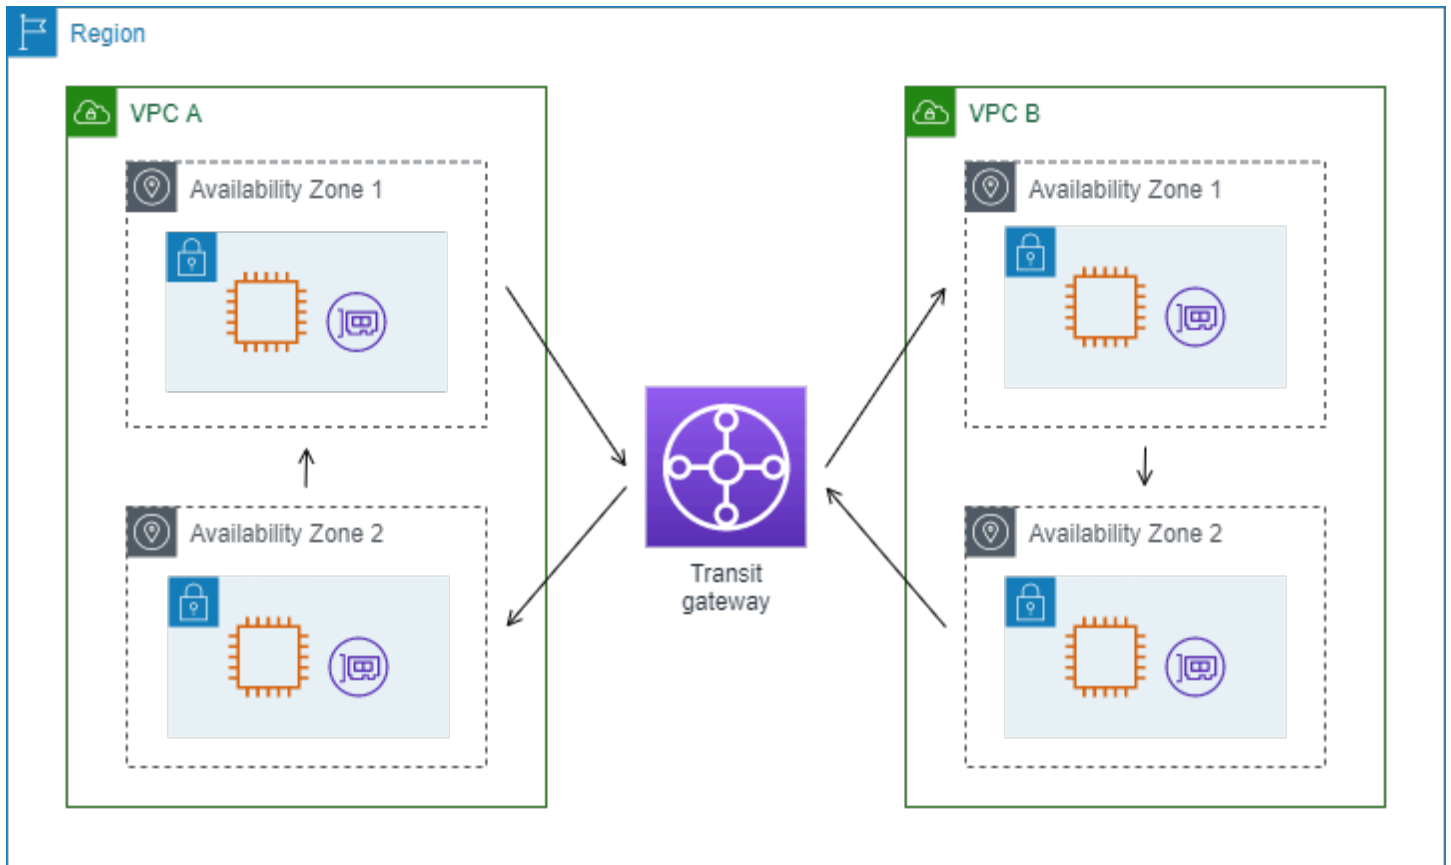 Region
VPC A
Availability Zone 1
Availability Zone 2
Transit
gateway
VPC B
Availability Zone 1
Availability Zone 2